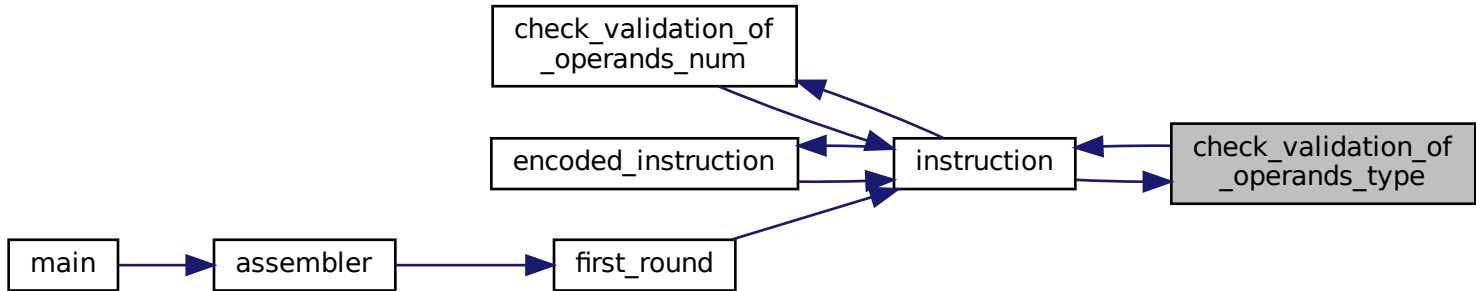 check_validation_of
_operands_num
encoded_instruction
instruction
check_validation_of
_operands_type
main
assembler
first_round